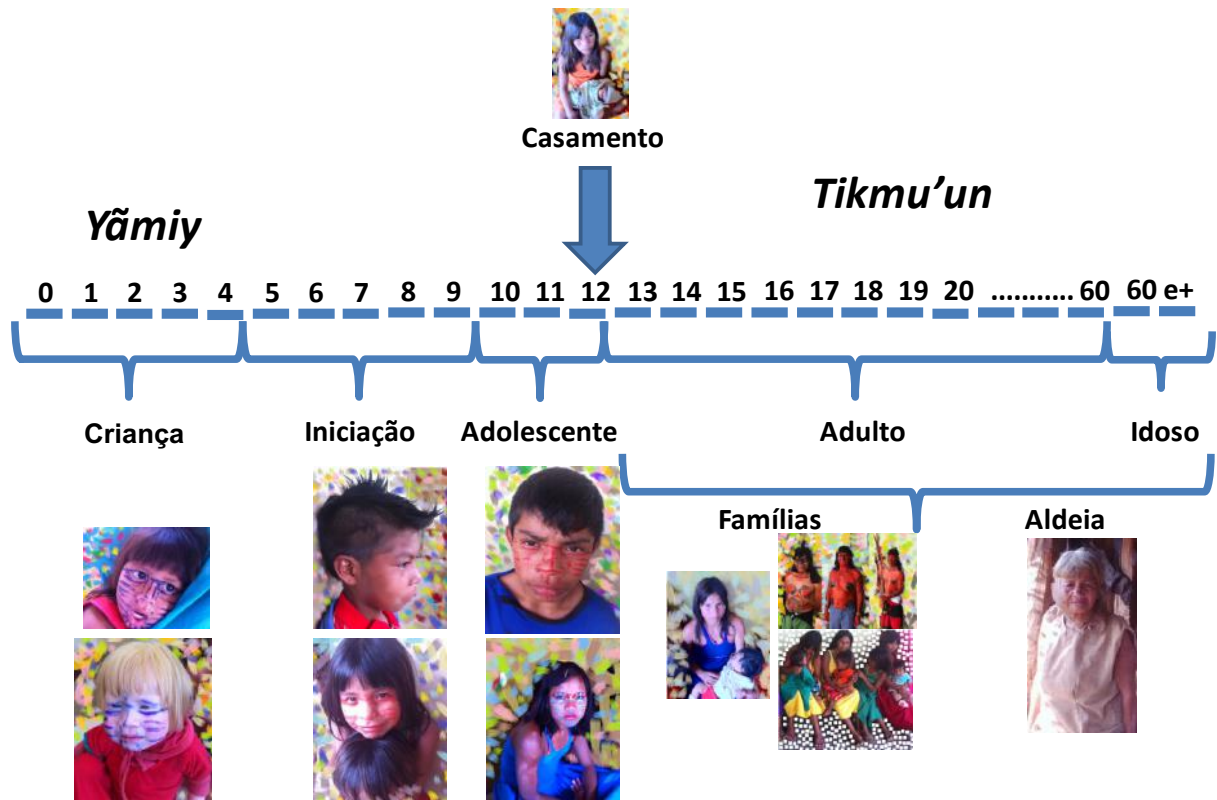 Casamento
Tikmu’un
Yãmiy
0 1 2 3 4 5 6 7 8 9 10 11 12 13 14 15 16 17 18 19 20 ........... 60 60 e+
Criança Iniciação Adolescente Adulto Idoso
Famílias Aldeia